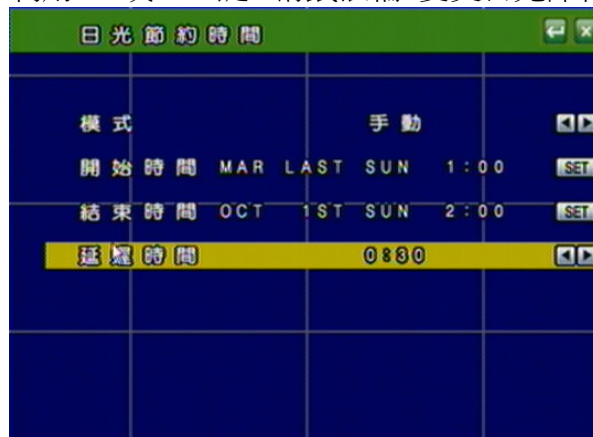 日光節約時間
模式 手動
開始時間 MAR LAST SUN 1:00 SET
結束時間 OCT 1ST SUN 2:00 SET
延遲時間 0:30